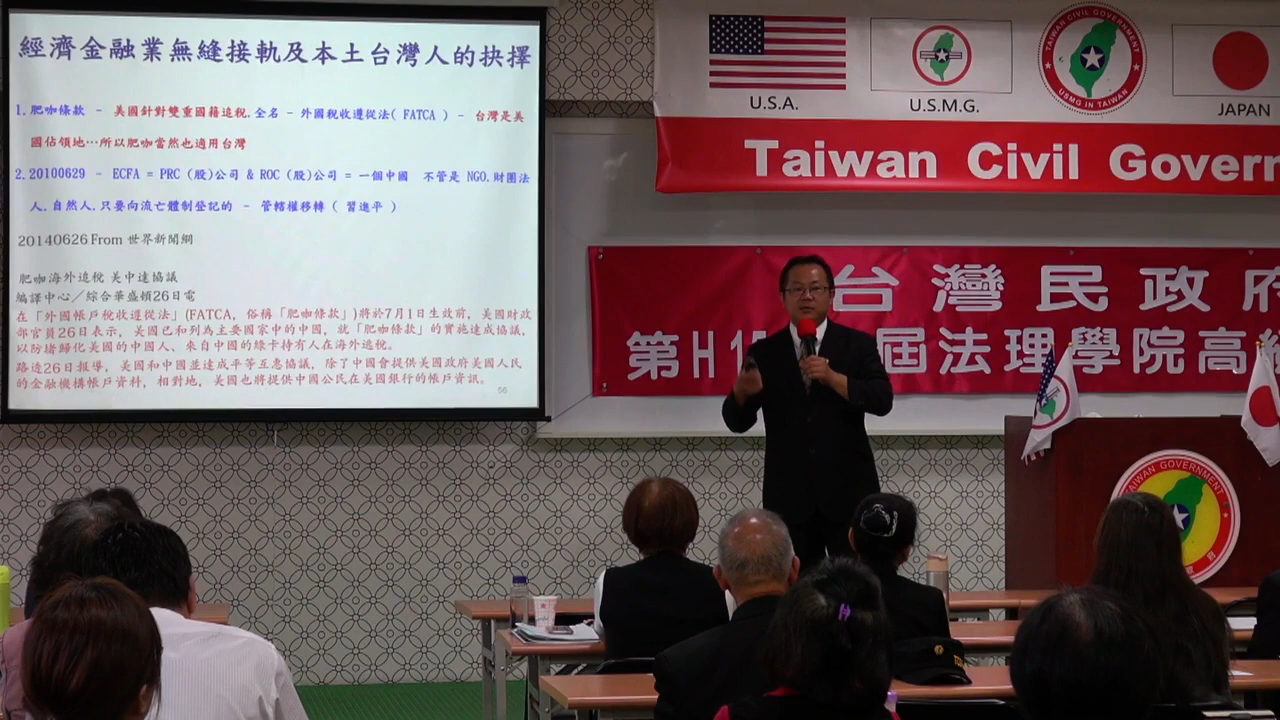 經濟金融業無縫接軌及本土台灣人的抉擇
1. 肥咖條款 - 美國針對雙重國籍追稅.全名 - 外國稅收遵從法( FATCA ) - 台灣是美
國佔領地…所以肥咖當然也適用台灣
2. 20100629 - ECFA = PRC (股)公司 & ROC (股)公司 = 一個中國 不管是 NGO.財團法
人.自然人.只要向流亡體制登記的 - 管轄權移轉 ( 習進平 )
20140626 From 世界新聞網
肥咖海外追稅 美中達協議
編譯中心／綜合華盛頓26日電
在「外國帳戶稅收遵從法」(FATCA, 俗稱「肥咖條款」)將於7月1日生效前, 美國財政
部官員26日表示, 美國已和列為主要國家中的中國, 就「肥咖條款」的實施達成協議,
以防堵歸化美國的中國人、來自中國的綠卡持有人在海外逃稅。
路透26日報導, 美國和中國並達成平等互惠協議, 除了中國會提供美國政府美國人民
的金融機構帳戶資料, 相對地, 美國也將提供中國公民在美國銀行的帳戶資訊。
56
U.S.A.
U.S.M.G.
TAIWAN CIVIL GOVERNMENT
USMG IN TAIWAN
JAPAN
Taiwan Civil Govern
台灣民政府
第H15 屆法理學院高
TAIWAN GOVERNMENT